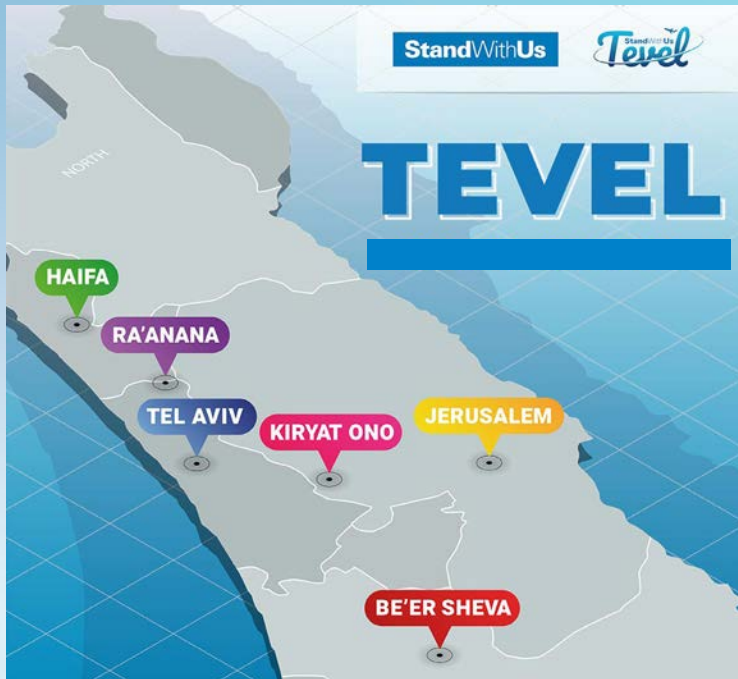 StandWithUs
StandWithUs
Tevel
TEVEL
NORTH
HAIFA
RA'ANANA
TEL AVIV
KIRYAT ONO
JERUSALEM
BE'ER SHEVA